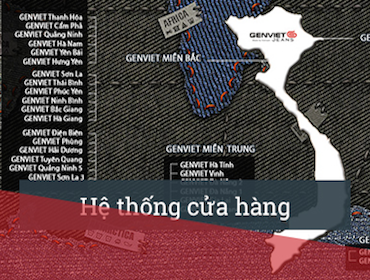 GENVIET Thanh Hóa
GENVIET Cẩm Phả
GENVIET Quảng Ninh
GENVIET Hà Nam
GENVIET Yên Bái
GENVIET Hưng Yên
GENVIET Sơn La
GENVIET Thái Bình
GENVIET Phúc Yên
GENVIET Ninh Bình
GENVIET Bắc Giang
GENVIET Hà Giang
GENVIET Điện Biên
GENVIET Phùng
GENVIET Hải Dương
GENVIET Tuyên Quang
GENVIET Quảng Ninh 5
GENVIET Sơn La 3
AFRICA
GENVIET
JEANS
GENVIET MIỀN BẮC
GENVIET MIỀN TRUNG
GENVIET Hà Tĩnh
GENVIET Vinh
Hệ thống cửa hàng